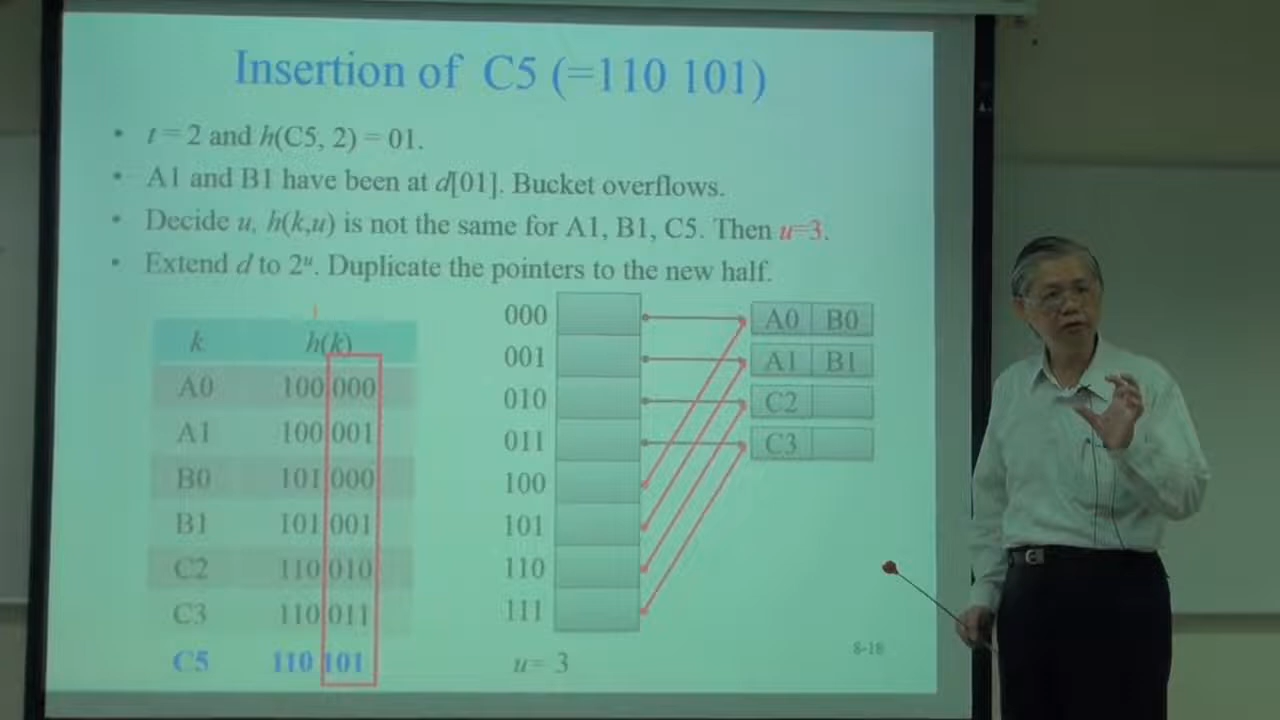 Insertion of C5 (=110 101)
• t = 2 and h(C5, 2) = 01.
• A1 and B1 have been at d[01]. Bucket overflows.
• Decide u, h(k,u) is not the same for A1, B1, C5. Then u=3.
• Extend d to 2ᵘ. Duplicate the pointers to the new half.
k h(k)
A0 100 000
A1 100 001
B0 101 000
B1 101 001
C2 110 010
C3 110 011
C5 110 101
000
001
010
011
100
101
110
111
u= 3
A0 B0
A1 B1
C2
C3
8-18